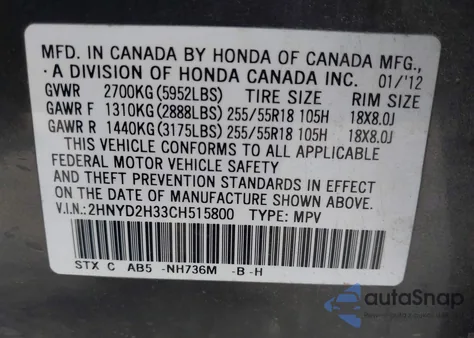 MFD. IN CANADA BY HONDA OF CANADA MFG.,
A DIVISION OF HONDA CANADA INC. 01/'12
GVWR 2700KG(5952LBS) TIRE SIZE RIM SIZE
GAWR F 1310KG(2888LBS) 255/55R18 105H 18X8.0J
GAWR R 1440KG(3175LBS) 255/55R18 105H 18X8.0J
THIS VEHICLE CONFORMS TO ALL APPLICABLE
FEDERAL MOTOR VEHICLE SAFETY
AND THEFT PREVENTION STANDARDS IN EFFECT
ON THE DATE OF MANUFACTURE SHOWN ABOVE.
V.I.N.:2HNYD2H33CH515800 TYPE: MPV
STX C AB5 -NH736M -B -H
autoSnap